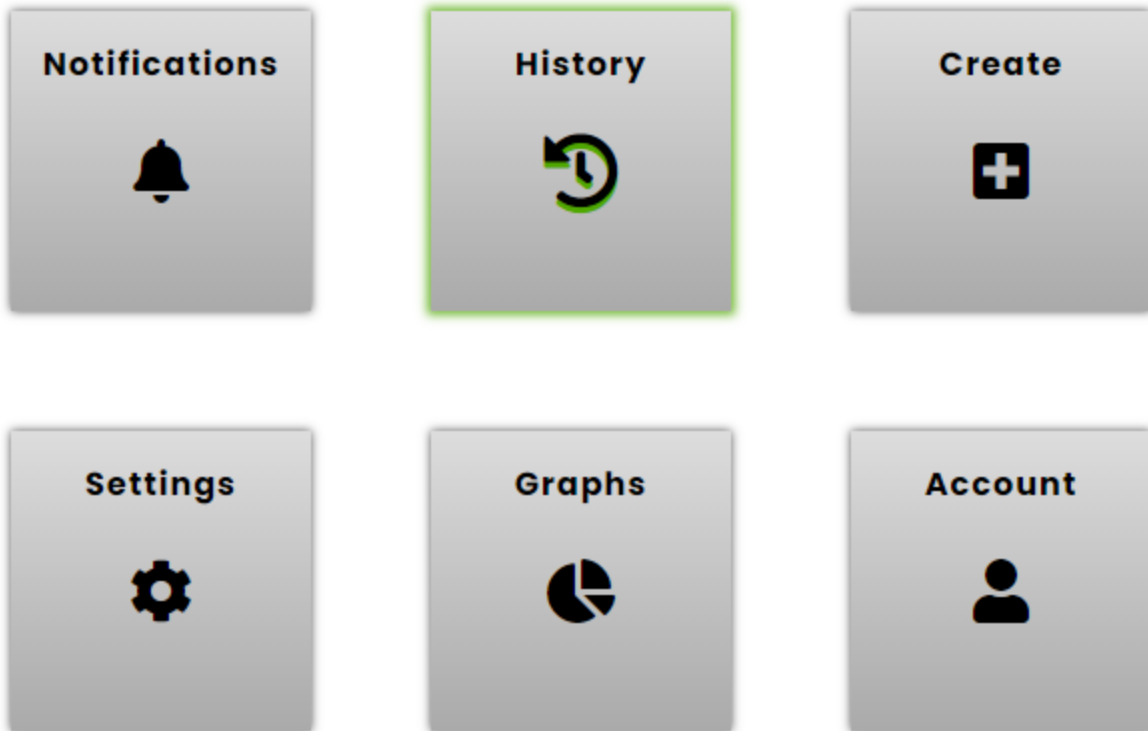 Notifications
History
Create
Settings
Graphs
Account